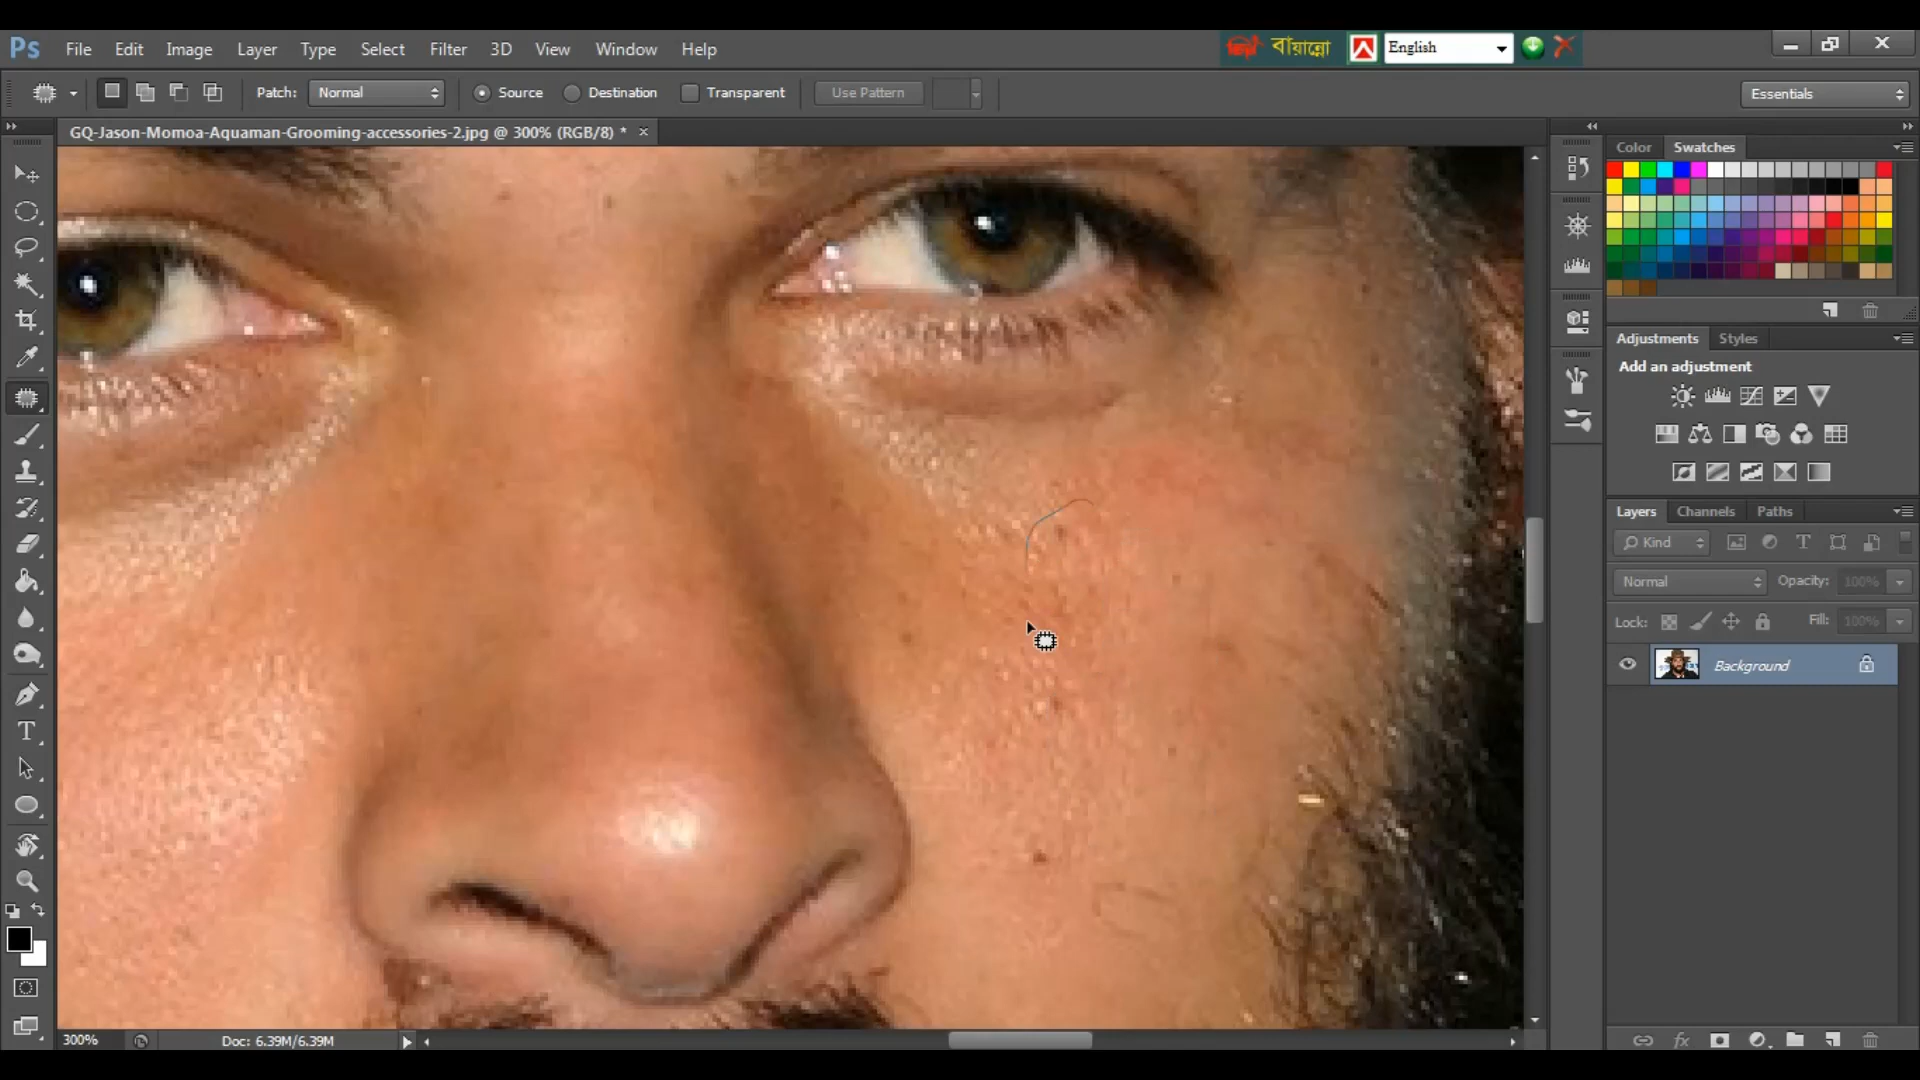 Ps File Edit Image Layer Type Select Filter 3D View Window Help
বায়ান্নো English
Patch: Normal Source Destination Transparent Use Pattern Essentials
GQ-Jason-Momoa-Aquaman-Grooming-accessories-2.jpg @ 300% (RGB/8) * ×
Color Swatches
Adjustments Styles
Add an adjustment
Layers Channels Paths
Kind
Normal Opacity: 100%
Lock: Fill: 100%
Background
300% Doc: 6.39M/6.39M